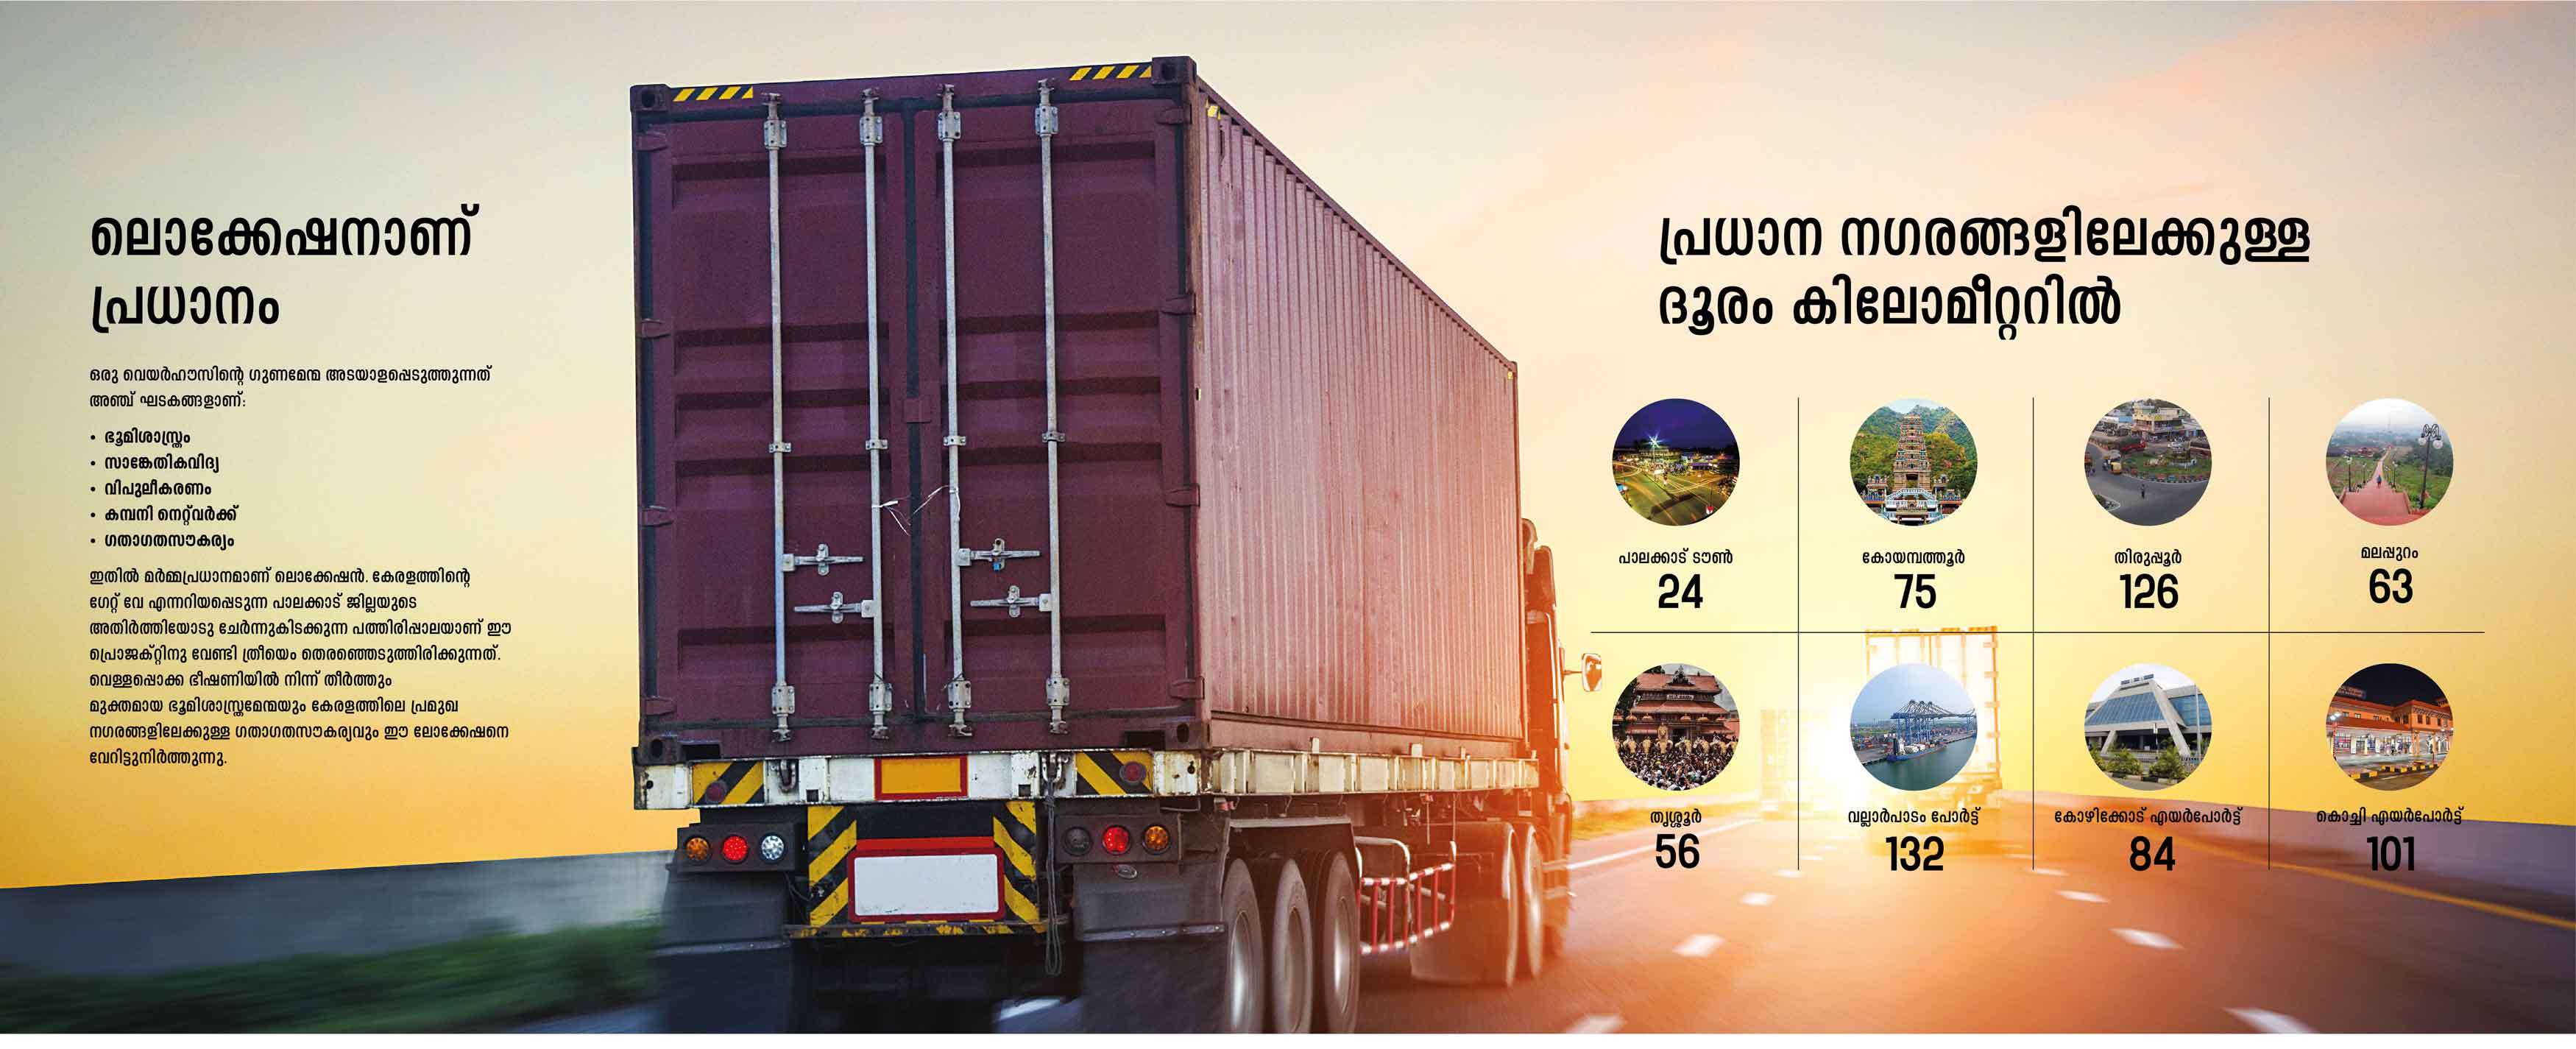 ലൊക്കേഷനാണ്
പ്രധാനം
ഒരു വെയർഹൗസിന്റെ ഗുണമേന്മ അടയാളപ്പെടുത്തുന്നത്
അഞ്ച് ഘടകങ്ങളാണ്:
• ഭൂമിശാസ്ത്രം
• സാങ്കേതികവിദ്യ
• വിപുലീകരണം
• കമ്പനി നെറ്റ്‌വർക്ക്
• ഗതാഗതസൗകര്യം
ഇതിൽ മർമ്മപ്രധാനമാണ് ലൊക്കേഷൻ. കേരളത്തിന്റെ
ഗേറ്റ് വേ എന്നറിയപ്പെടുന്ന പാലക്കാട് ജില്ലയുടെ
അതിർത്തിയോടു ചേർന്നുകിടക്കുന്ന പത്തിരിപ്പാലയാണ് ഈ
പ്രൊജക്റ്റിനു വേണ്ടി ത്രീയെം തെരഞ്ഞെടുത്തിരിക്കുന്നത്.
വെള്ളപ്പൊക്ക ഭീഷണിയിൽ നിന്ന് തീർത്തും
മുക്തമായ ഭൂമിശാസ്ത്രമേന്മയും കേരളത്തിലെ പ്രമുഖ
നഗരങ്ങളിലേക്കുള്ള ഗതാഗതസൗകര്യവും ഈ ലോക്കേഷനെ
വേറിട്ടുനിർത്തുന്നു.
പ്രധാന നഗരങ്ങളിലേക്കുള്ള
ദൂരം കിലോമീറ്ററിൽ
പാലക്കാട് ടൗൺ
24
കോയമ്പത്തൂർ
75
തിരുപ്പൂർ
126
മലപ്പുറം
63
തൃശ്ശൂർ
56
വല്ലാർപാടം പോർട്ട്
132
കോഴിക്കോട് എയർപോർട്ട്
84
കൊച്ചി എയർപോർട്ട്
101